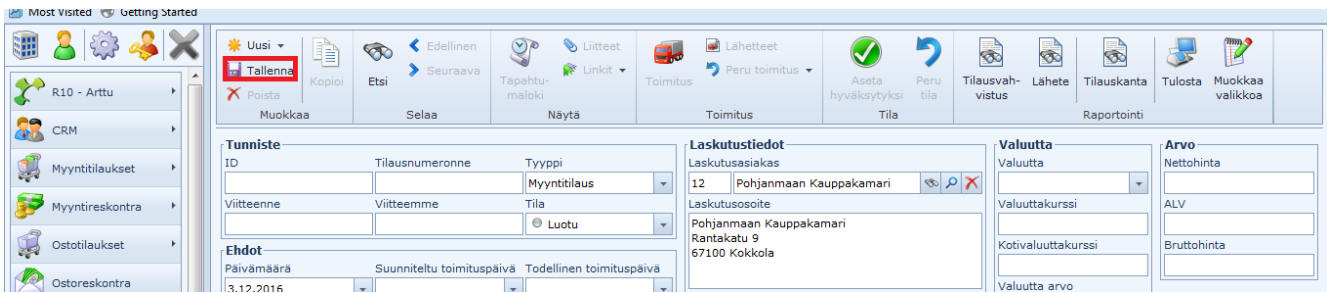 Most Visited Getting Started
R10 - Arttu
CRM
Myyntitilaukset
Myyntireskontra
Ostotilaukset
Ostoreskontra
Uusi
Tallenna
Poista
Kopioi
Muokkaa
Etsi
Edellinen
Seuraava
Selaa
Tapahtu-
maloki
Liitteet
Linkit
Näytä
Toimitus
Lähetteet
Peru toimitus
Toimitus
Aseta
hyväksytyksi
Peru
tila
Tila
Tilausvah-
vistus
Lähete
Tilauskanta
Tulosta
Muokkaa
valikkoa
Raportointi
Tunniste
ID Tilausnumeronne Tyyppi
Myyntitilaus
Viitteenne Viitteemme Tila
Luotu
Ehdot
Päivämäärä Suunniteltu toimituspäivä Todellinen toimituspäivä
3.12.2016
Laskutustiedot
Laskutusasiakas
12 Pohjanmaan Kauppakamari
Laskutusosoite
Pohjanmaan Kauppakamari
Rantakatu 9
67100 Kokkola
Valuutta
Valuutta
Valuuttakurssi
Kotivaluuttakurssi
Valuutta arvo
Arvo
Nettohinta
ALV
Bruttohinta